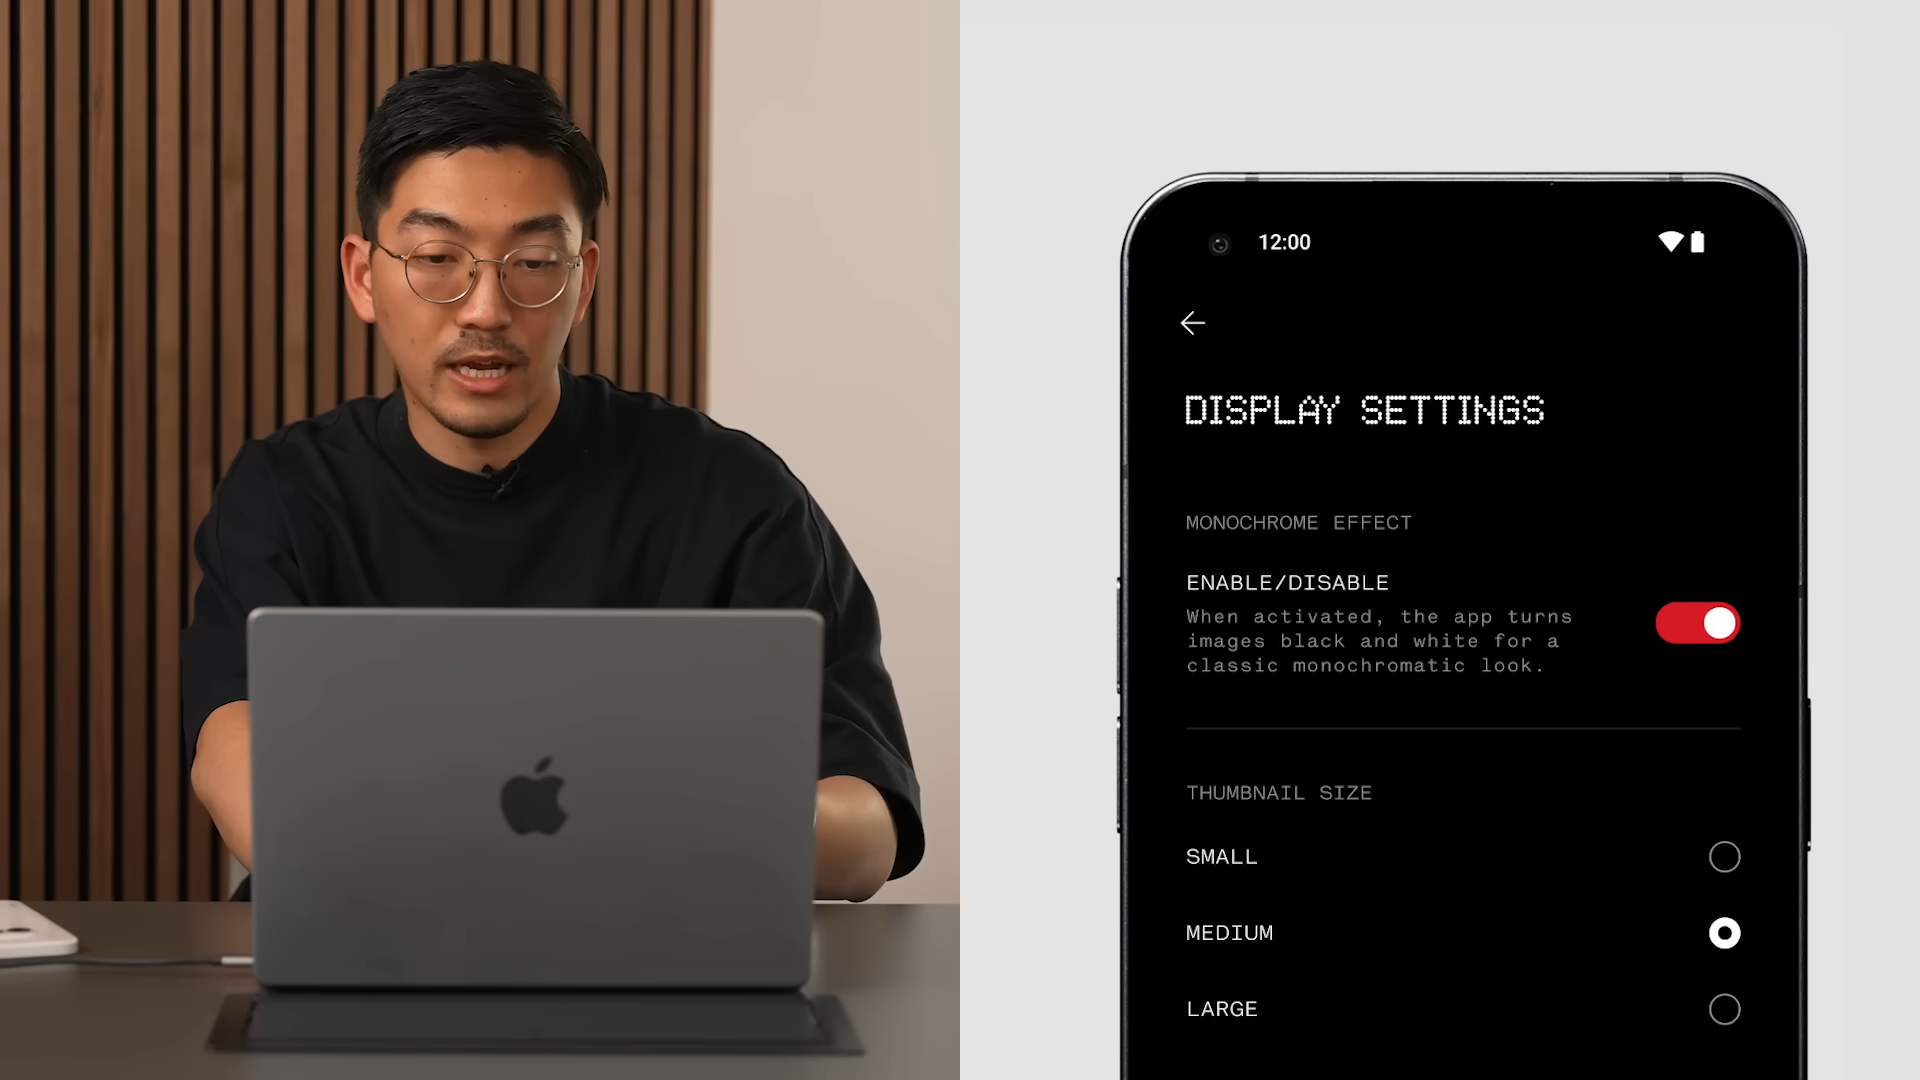 12:00
DISPLAY SETTINGS
MONOCHROME EFFECT
ENABLE/DISABLE
When activated, the app turns
images black and white for a
classic monochromatic look.
THUMBNAIL SIZE
SMALL
MEDIUM
LARGE